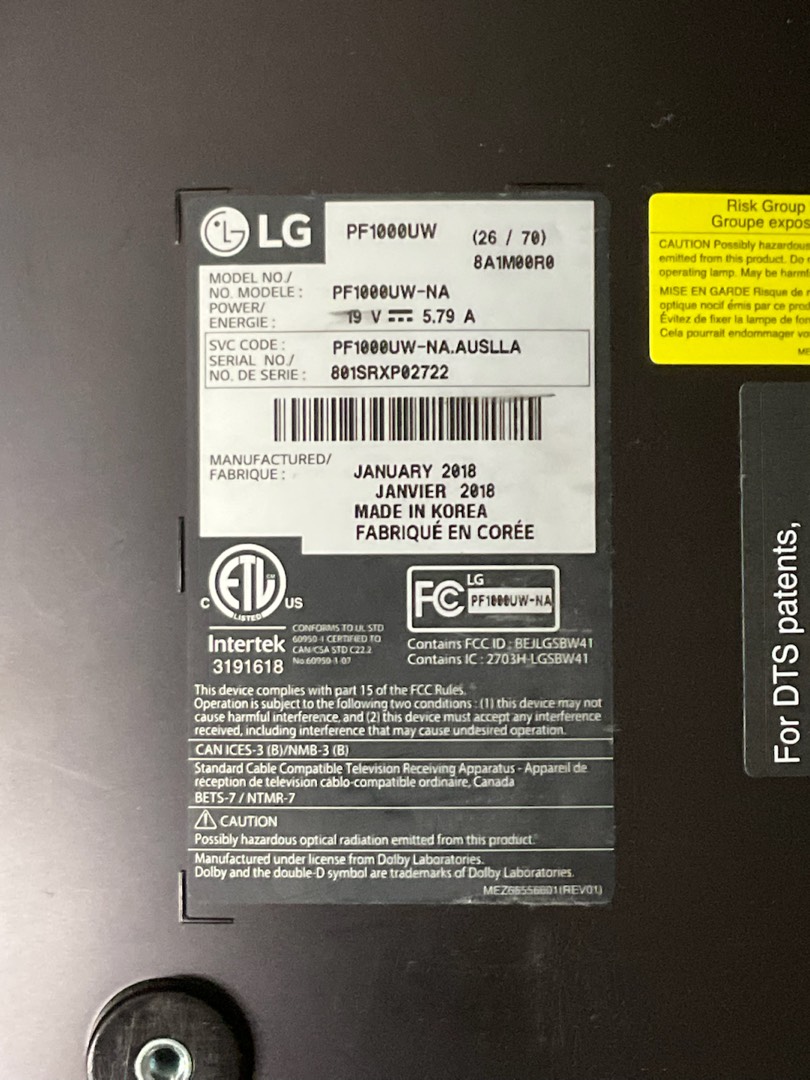 LG
PF1000UW
(26 / 70)
8A1M00R0
MODEL NO./
NO. MODELE : PF1000UW-NA
POWER/
ENERGIE : 19 V 5.79 A
SVC CODE : PF1000UW-NA.AUSLLA
SERIAL NO./
NO. DE SERIE : 801SRXP02722
MANUFACTURED/
FABRIQUE : JANUARY 2018
JANVIER 2018
MADE IN KOREA
FABRIQUÉ EN CORÉE
ETL
CM
LISTED
C US
Intertek
3191618
CONFORMS TO UL STD
60950-1 CERTIFIED TO
CAN/CSA STD C22.2
No.60950-1-07
FC
LG
PF1000UW-NA
Contains FCC ID : BEJLGSBW41
Contains IC : 2703H-LGSBW41
This device complies with part 15 of the FCC Rules.
Operation is subject to the following two conditions : (1) this device may not
cause harmful interference, and (2) this device must accept any interference
received, including interference that may cause undesired operation.
CAN ICES-3 (B)/NMB-3 (B)
Standard Cable Compatible Television Receiving Apparatus - Appareil de
réception de télévision câblo-compatible ordinaire, Canada
BETS-7 / NTMR-7
CAUTION
Possibly hazardous optical radiation emitted from this product.
Manufactured under license from Dolby Laboratories.
Dolby and the double-D symbol are trademarks of Dolby Laboratories.
MEZ66556601(REV01)
Risk Group
Groupe expos
CAUTION Possibly hazardous
emitted from this product. Do
operating lamp. May be harmf
MISE EN GARDE Risque de r
optique nocif émis par ce prod
Évitez de fixer la lampe de fon
Cela pourrait endommager vo
ME
For DTS patents,